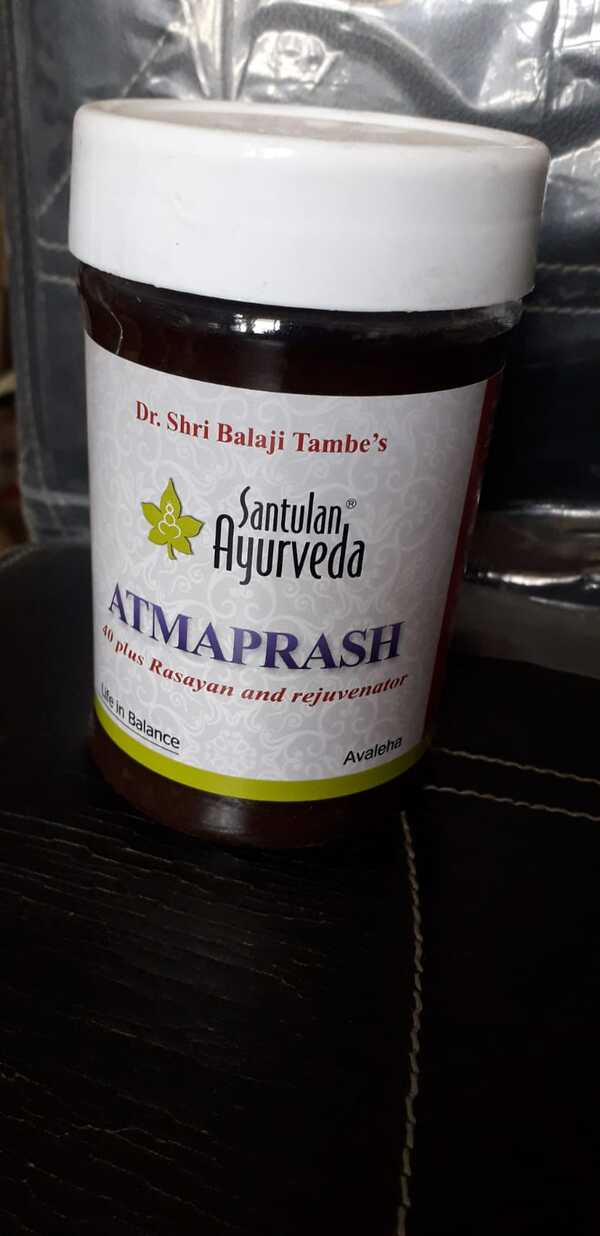 Dr. Shri Balaji Tambe's
Santulan®
Ayurveda
ATMAPRASH
40 plus Rasayan and rejuvenator
Life in Balance
Avaleha